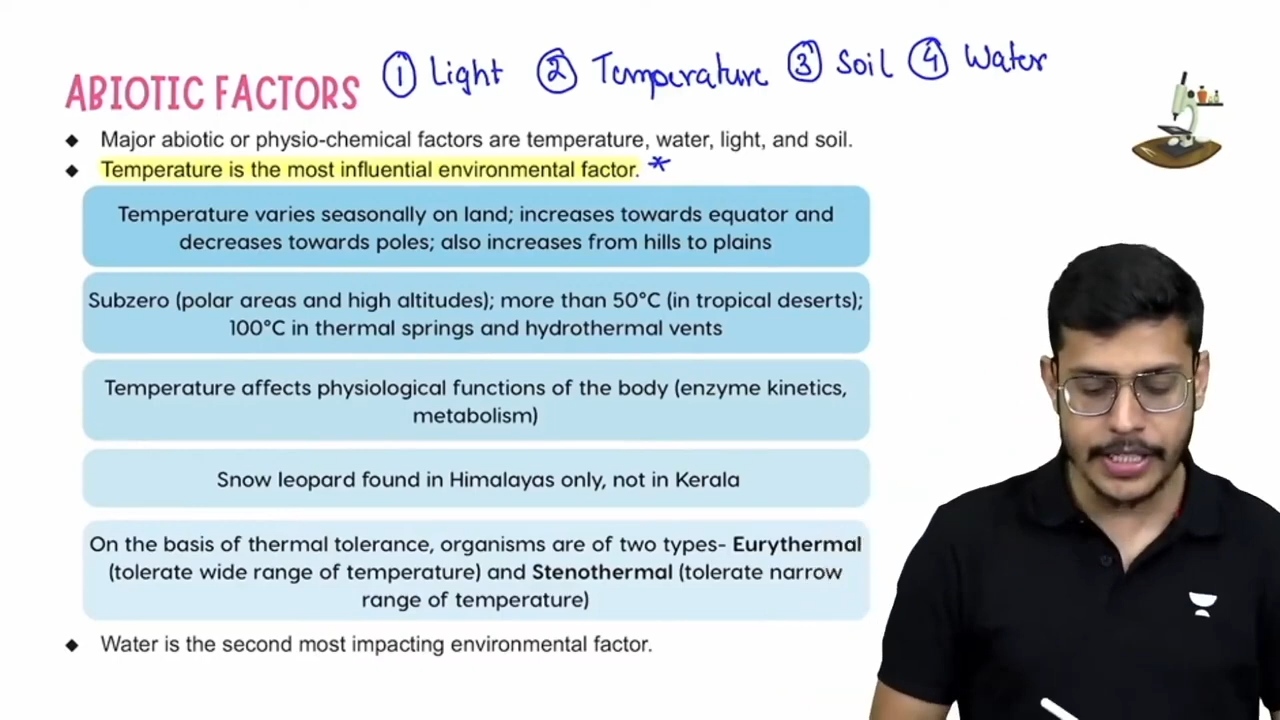 ① Light ② Temperature ③ Soil ④ Water
ABIOTIC FACTORS
◆ Major abiotic or physio-chemical factors are temperature, water, light, and soil.
◆ Temperature is the most influential environmental factor. *
Temperature varies seasonally on land; increases towards equator and
decreases towards poles; also increases from hills to plains
Subzero (polar areas and high altitudes); more than 50°C (in tropical deserts);
100°C in thermal springs and hydrothermal vents
Temperature affects physiological functions of the body (enzyme kinetics,
metabolism)
Snow leopard found in Himalayas only, not in Kerala
On the basis of thermal tolerance, organisms are of two types- Eurythermal
(tolerate wide range of temperature) and Stenothermal (tolerate narrow
range of temperature)
◆ Water is the second most impacting environmental factor.